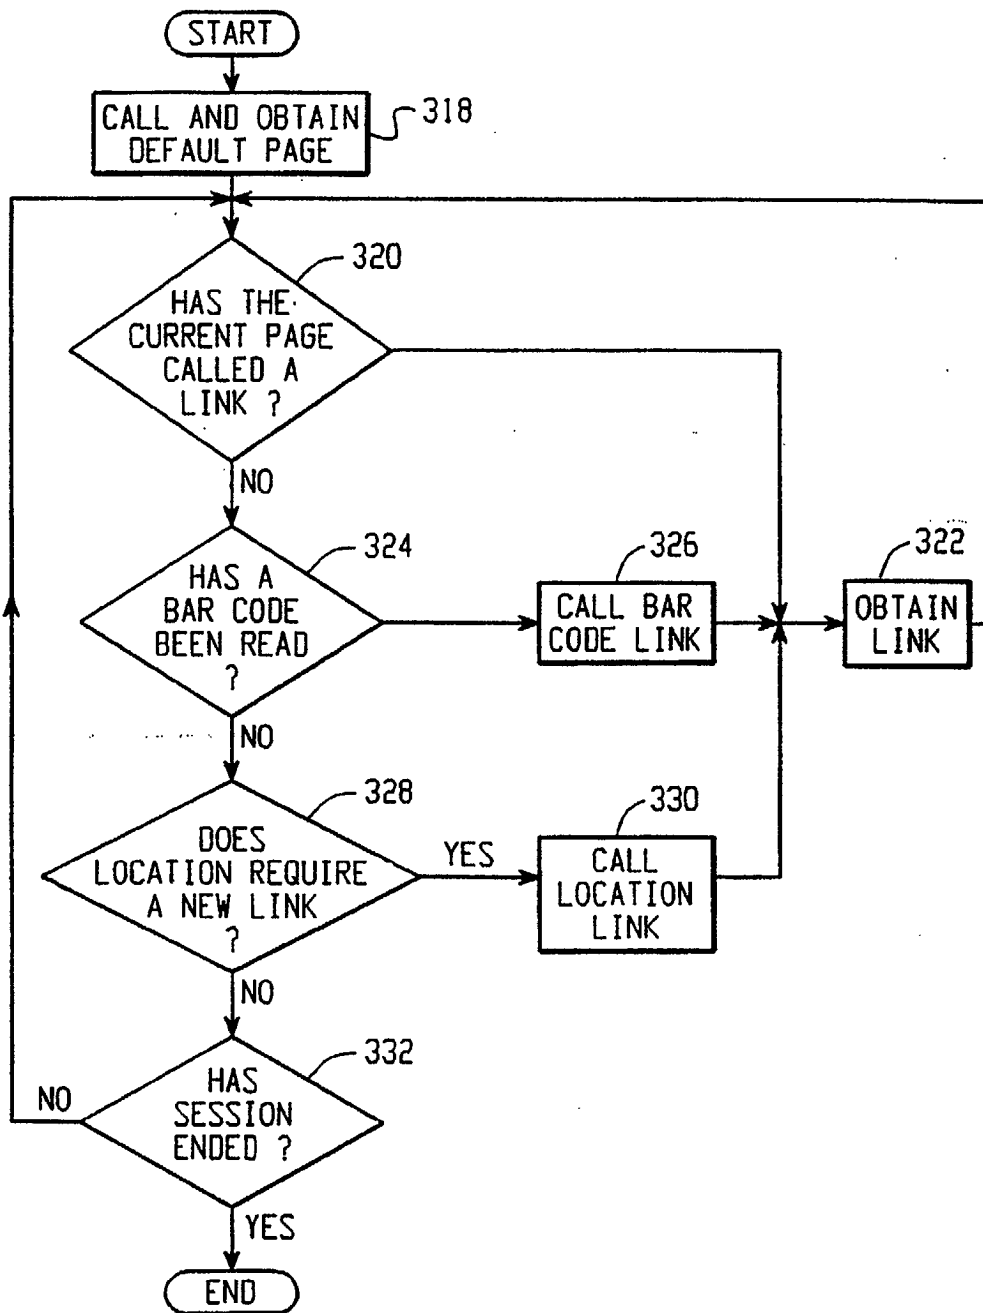 START
CALL AND OBTAIN
DEFAULT PAGE
318
320
HAS THE
CURRENT PAGE
CALLED A
LINK ?
NO
324
HAS A
BAR CODE
BEEN READ
?
326
CALL BAR
CODE LINK
322
OBTAIN
LINK
NO
328
DOES
LOCATION REQUIRE
A NEW LINK
?
YES
330
CALL
LOCATION
LINK
NO
332
HAS
SESSION
ENDED ?
NO
YES
END